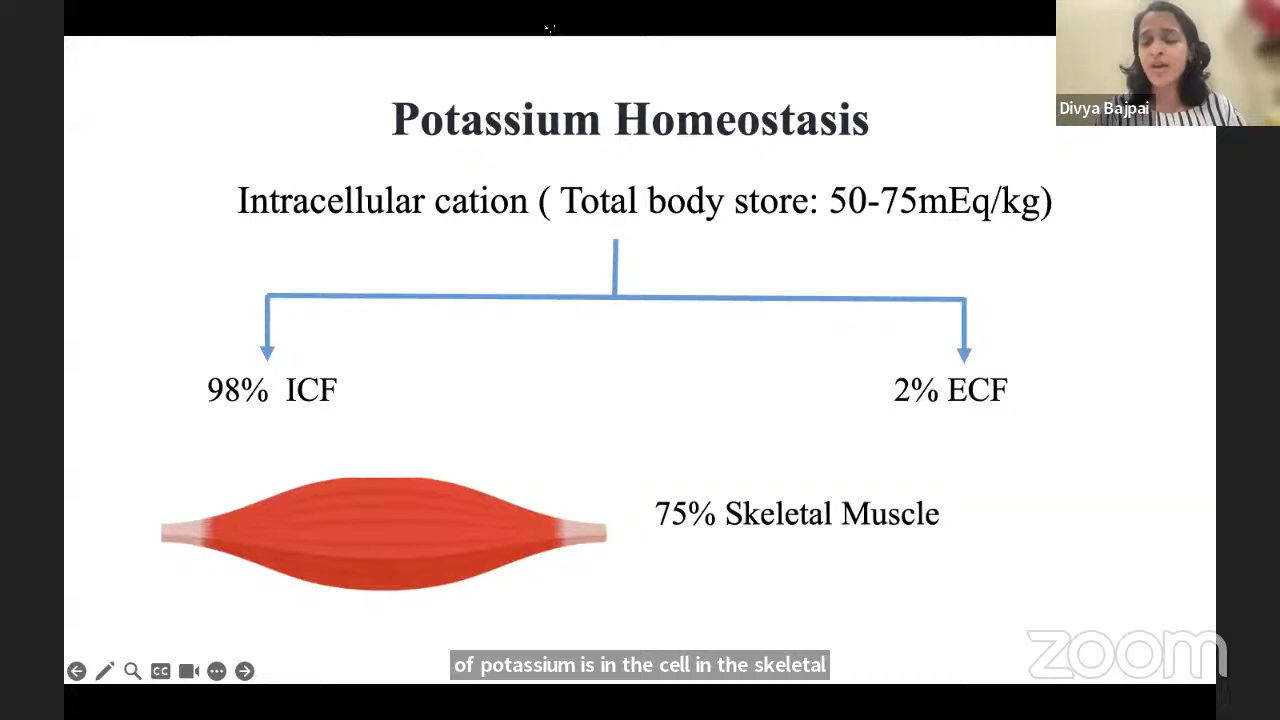 Divya Bajpai
Potassium Homeostasis
Intracellular cation ( Total body store: 50-75mEq/kg)
98% ICF
2% ECF
75% Skeletal Muscle
of potassium is in the cell in the skeletal
CC
zoom